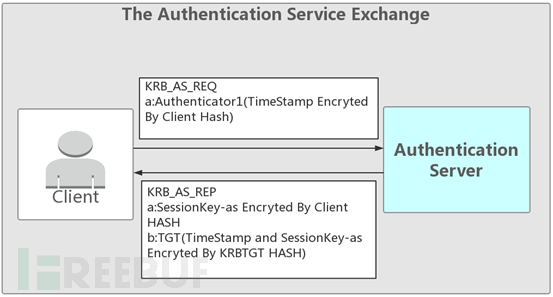 The Authentication Service Exchange
KRB_AS_REQ
a:Authenticator1(TimeStamp Encryted
By Client Hash)
Client
Authentication
Server
KRB_AS_REP
a:SessionKey-as Encryted By Client
HASH
b:TGT(TimeStamp and SessionKey-as
Encryted By KRBTGT HASH)
FREEBUF